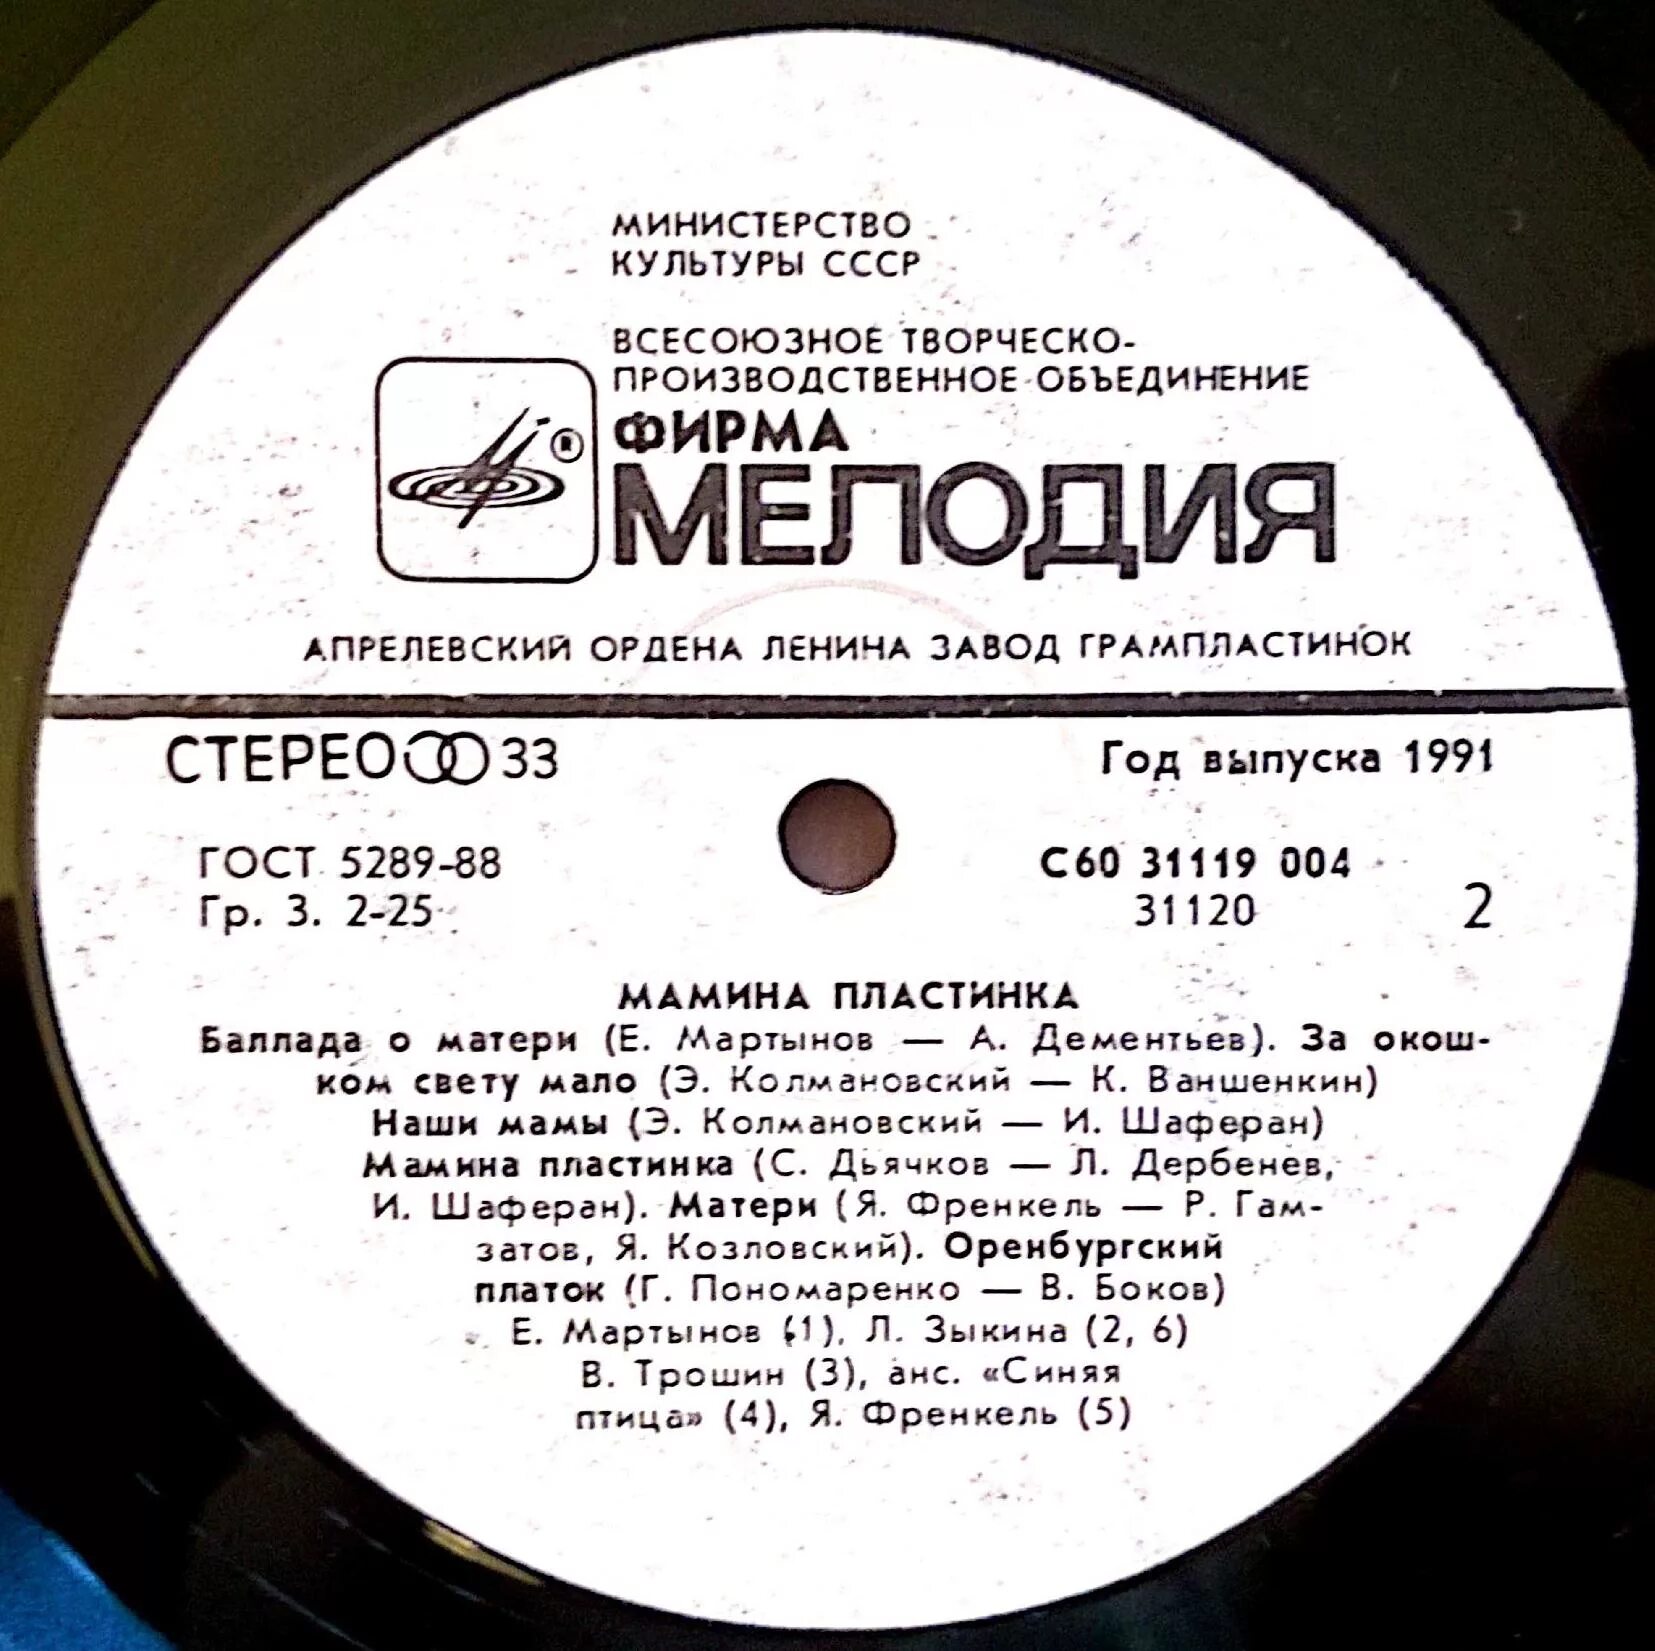 МИНИСТЕРСТВО
КУЛЬТУРЫ СССР
ВСЕСОЮЗНОЕ ТВОРЧЕСКО-
ПРОИЗВОДСТВЕННОЕ ОБЪЕДИНЕНИЕ
ФИРМА
®
МЕЛОДИЯ
АПРЕЛЕВСКИЙ ОРДЕНА ЛЕНИНА ЗАВОД ГРАМПЛАСТИНОК
СТЕРЕО 33
Год выпуска 1991
ГОСТ 5289-88
Гр. 3. 2-25
С60 31119 004
31120
2
МАМИНА ПЛАСТИНКА
Баллада о матери (Е. Мартынов — А. Дементьев). За окош-
ком свету мало (Э. Колмановский — К. Ваншенкин)
Наши мамы (Э. Колмановский — И. Шаферан)
Мамина пластинка (С. Дьячков — Л. Дербенев,
И. Шаферан). Матери (Я. Френкель — Р. Гам-
затов, Я. Козловский). Оренбургский
платок (Г. Пономаренко — В. Боков)
Е. Мартынов (1), Л. Зыкина (2, 6)
В. Трошин (3), анс. «Синяя
птица» (4), Я. Френкель (5)